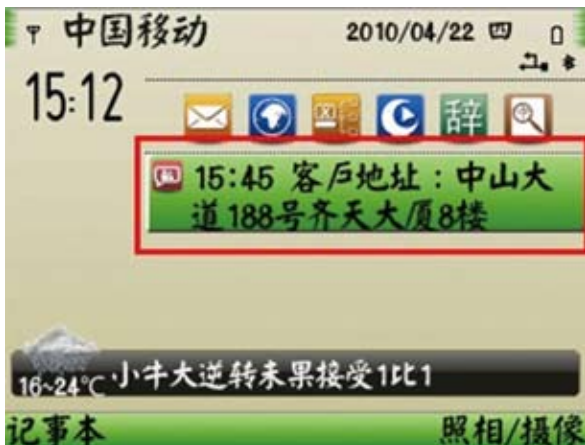 中国移动
2010/04/22 四
15:12
辞
15:45 客户地址：中山大
道188号齐天大厦8楼
16~24℃
小牛大逆转未果接受1比1
记事本
照相/摄像